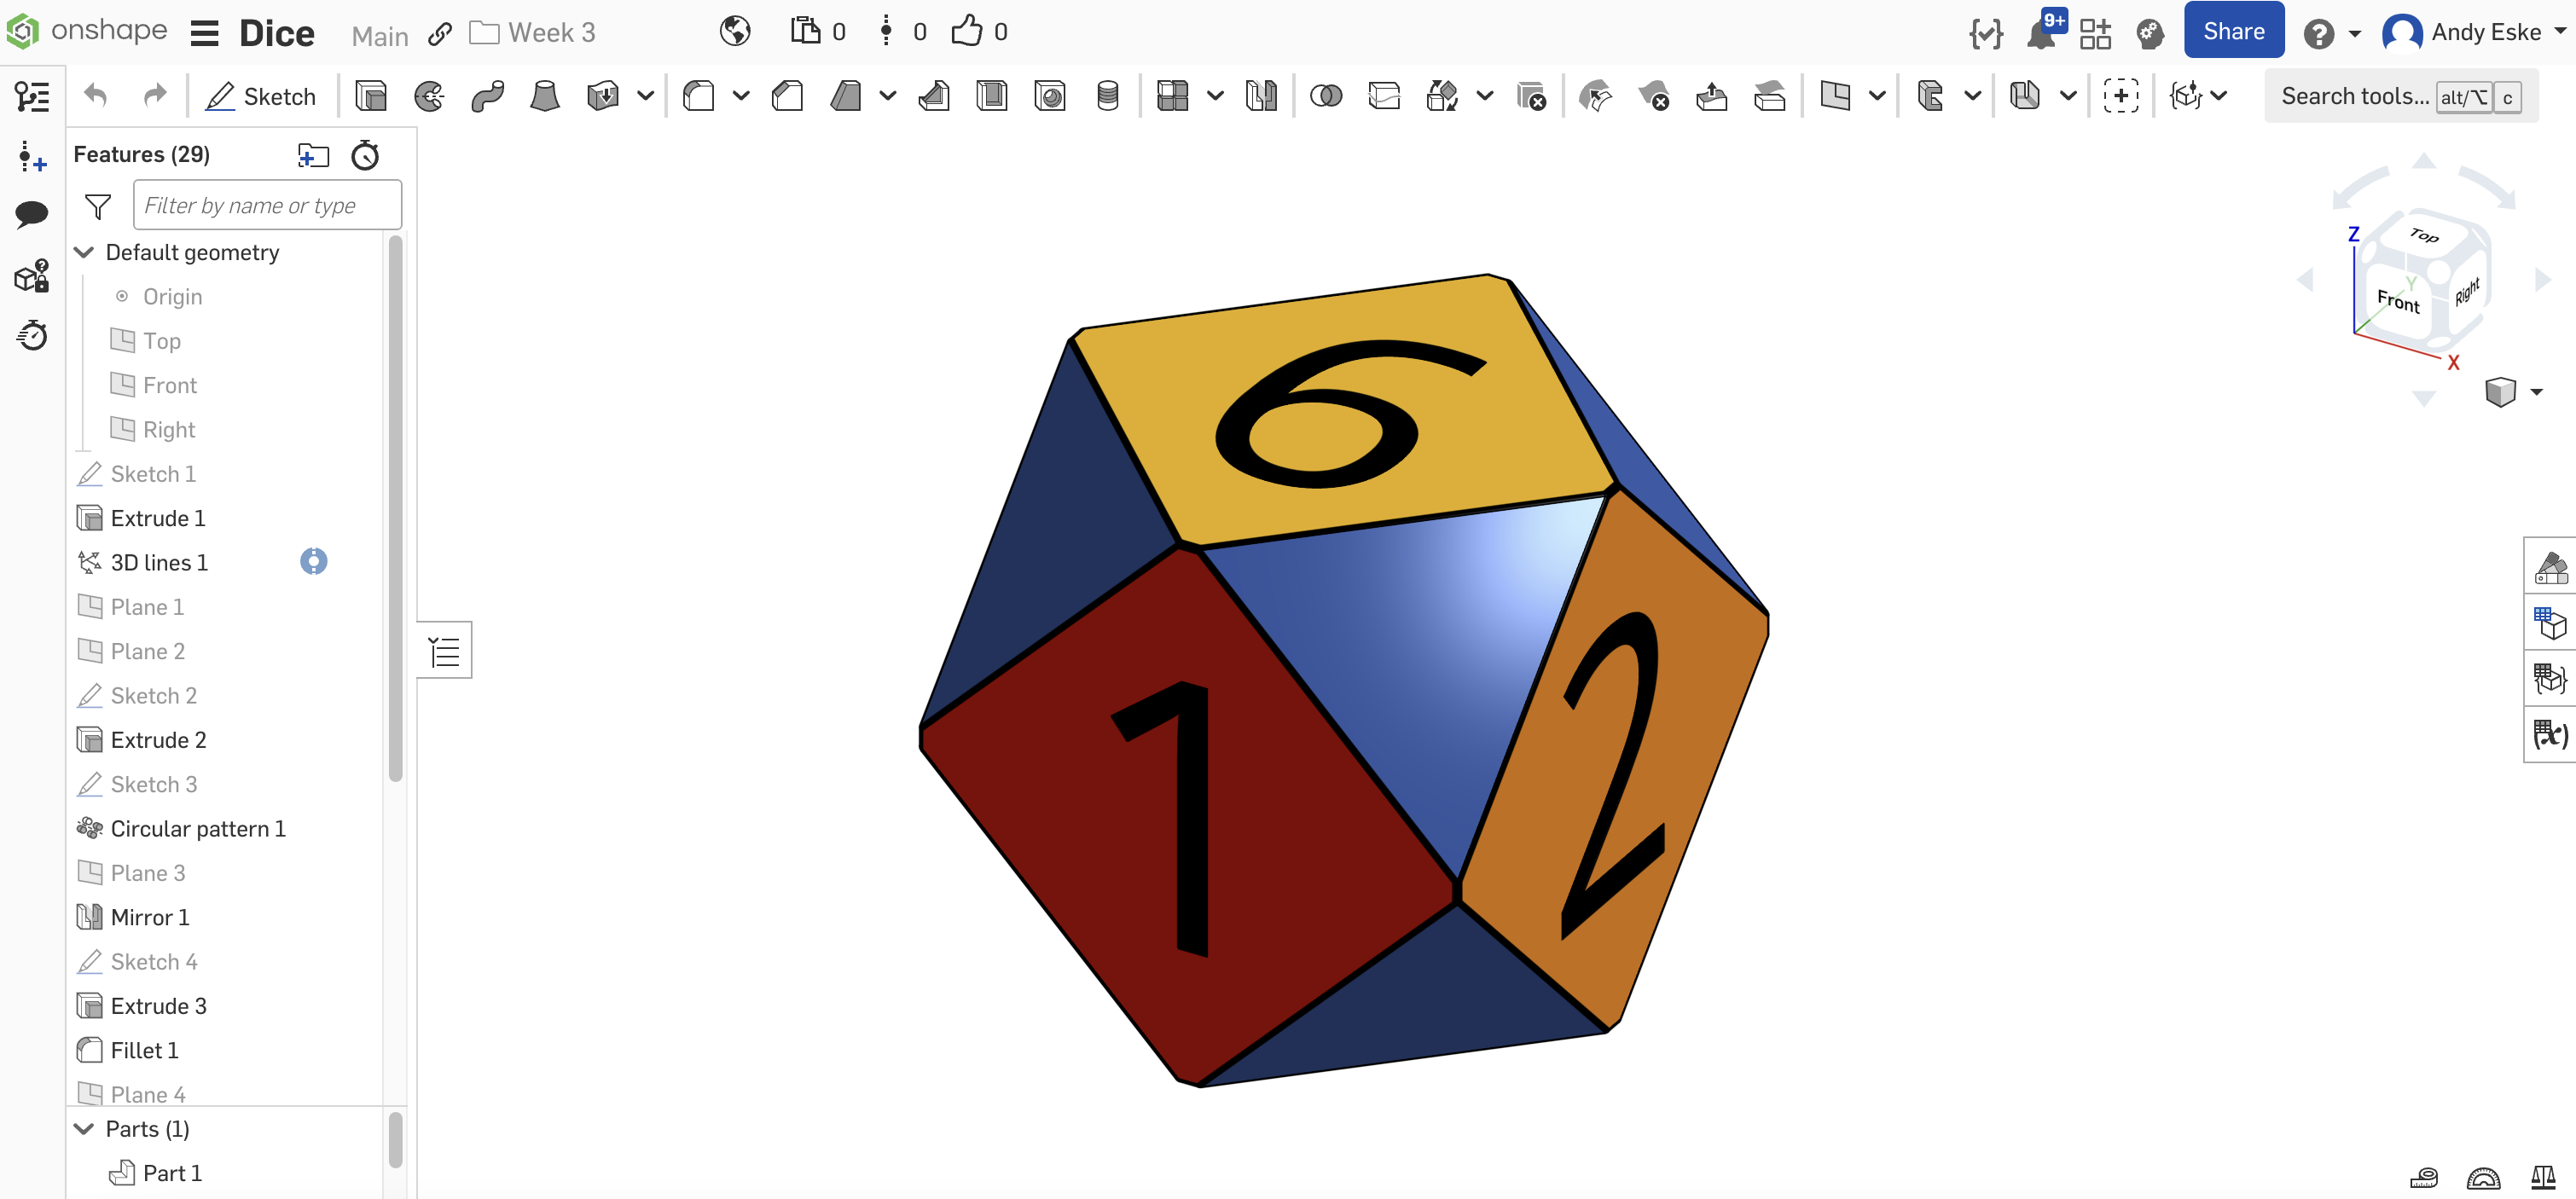 onshape Dice Main Week 3 0 0 0 9+ Share Andy Eske
Sketch Search tools... alt/⌥ c
Features (29)
Filter by name or type
Default geometry
Origin
Top
Front
Right
Sketch 1
Extrude 1
3D lines 1
Plane 1
Plane 2
Sketch 2
Extrude 2
Sketch 3
Circular pattern 1
Plane 3
Mirror 1
Sketch 4
Extrude 3
Fillet 1
Plane 4
Parts (1)
Part 1
6
1
2
Z
Top
Y
Front
Right
X
(x)